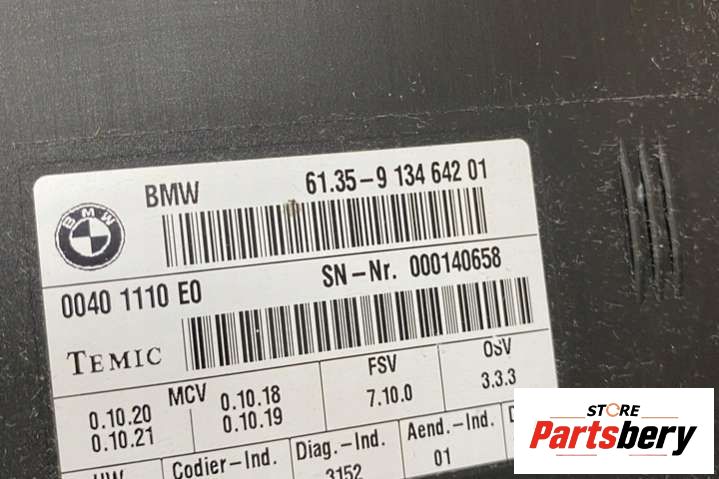 BMW 61.35-9 134 642 01
BMW
0040 1110 E0 SN-Nr. 000140658
TEMIC
MCV FSV OSV
0.10.20 0.10.18 7.10.0 3.3.3
0.10.21 0.10.19
HW Codier-Ind. Diag.-Ind. Aend.-Ind.
3152 01
STORE
Partsbery